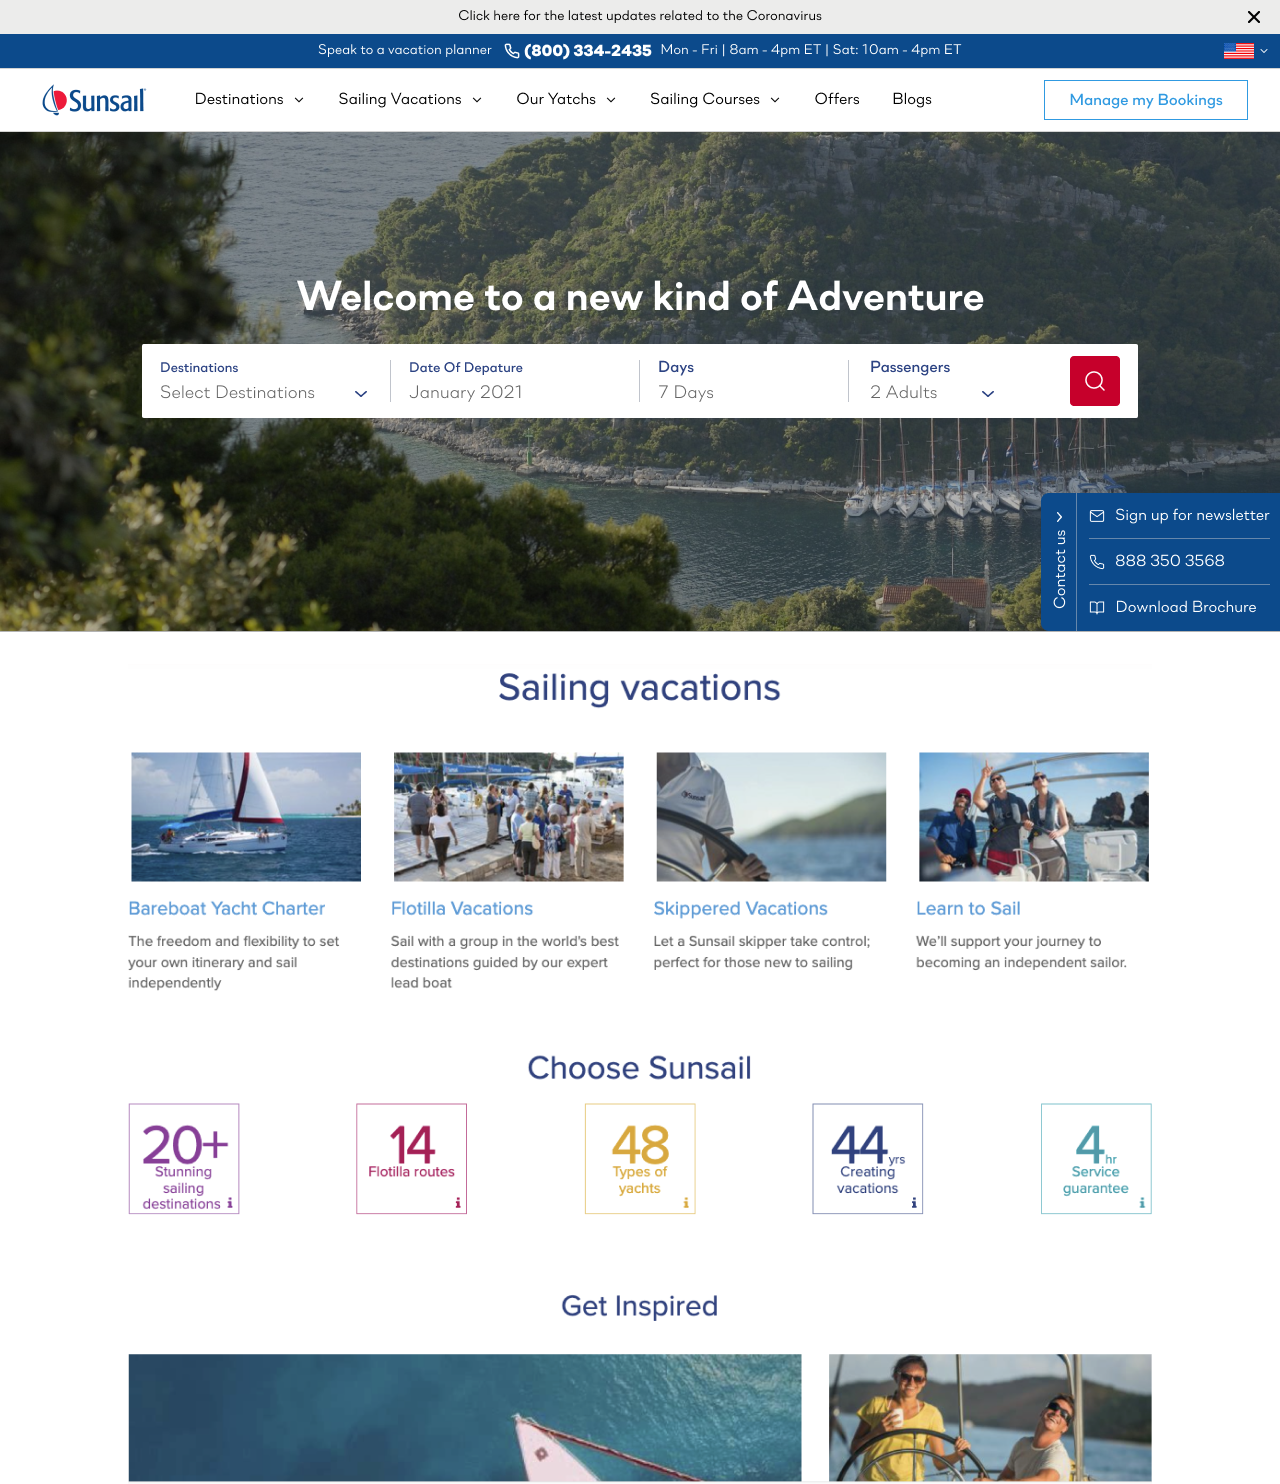 Click here for the latest updates related to the Coronavirus
Speak to a vacation planner (800) 334-2435 Mon - Fri | 8am - 4pm ET | Sat: 10am - 4pm ET
Sunsail Destinations Sailing Vacations Our Yatchs Sailing Courses Offers Blogs Manage my Bookings
Welcome to a new kind of Adventure
Destinations Date Of Depature Days Passengers
Select Destinations January 2021 7 Days 2 Adults
Contact us
Sign up for newsletter
888 350 3568
Download Brochure
Sailing vacations
Sunsail
Bareboat Yacht Charter
The freedom and flexibility to set
your own itinerary and sail
independently
Flotilla Vacations
Sail with a group in the world's best
destinations guided by our expert
lead boat
Skippered Vacations
Let a Sunsail skipper take control;
perfect for those new to sailing
Learn to Sail
We'll support your journey to
becoming an independent sailor.
Choose Sunsail
20+
Stunning
sailing
destinations i
14
Flotilla routes
i
48
Types of
yachts
i
44 yrs
Creating
vacations
i
4 hr
Service
guarantee
i
Get Inspired